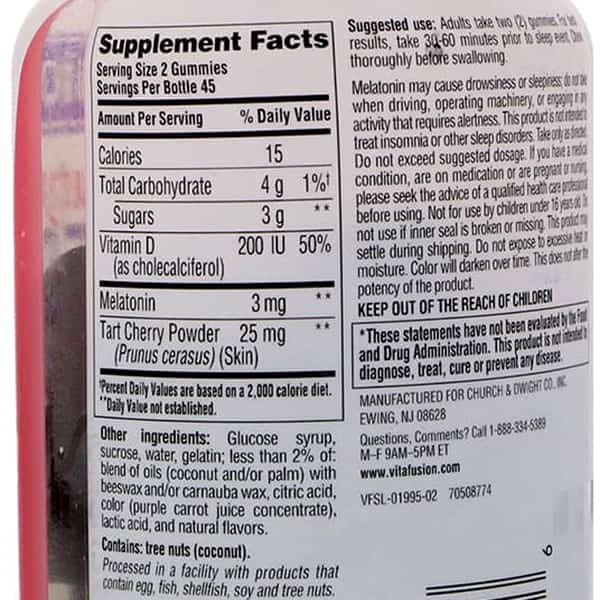 Supplement Facts
Serving Size 2 Gummies
Servings Per Bottle 45
Amount Per Serving % Daily Value
Calories 15
Total Carbohydrate 4 g 1%†
Sugars 3 g **
Vitamin D 200 IU 50%
(as cholecalciferol)
Melatonin 3 mg **
Tart Cherry Powder 25 mg **
(Prunus cerasus) (Skin)
†Percent Daily Values are based on a 2,000 calorie diet.
**Daily Value not established.
Other ingredients: Glucose syrup,
sucrose, water, gelatin; less than 2% of:
blend of oils (coconut and/or palm) with
beeswax and/or carnauba wax, citric acid,
color (purple carrot juice concentrate),
lactic acid, and natural flavors.
Contains: tree nuts (coconut).
Processed in a facility with products that
contain egg, fish, shellfish, soy and tree nuts.
Suggested use: Adults take two (2) gummies. For best
results, take 30-60 minutes prior to sleep event. Chew
thoroughly before swallowing.
Melatonin may cause drowsiness or sleepiness; do not take
when driving, operating machinery, or engaging in any
activity that requires alertness. This product is not intended to
treat insomnia or other sleep disorders. Take only as directed.
Do not exceed suggested dosage. If you have a medical
condition, are on medication or are pregnant or nursing,
please seek the advice of a qualified health care professional
before using. Not for use by children under 16 years old. Do
not use if inner seal is broken or missing. This product may
settle during shipping. Do not expose to excessive heat or
moisture. Color will darken over time. This does not alter the
potency of the product.
KEEP OUT OF THE REACH OF CHILDREN
*These statements have not been evaluated by the Food
and Drug Administration. This product is not intended to
diagnose, treat, cure or prevent any disease.
MANUFACTURED FOR CHURCH & DWIGHT CO., INC.
EWING, NJ 08628
Questions, Comments? Call 1-888-334-5389
M–F 9AM–5PM ET
www.vitafusion.com
VFSL-01995-02 70508774
6